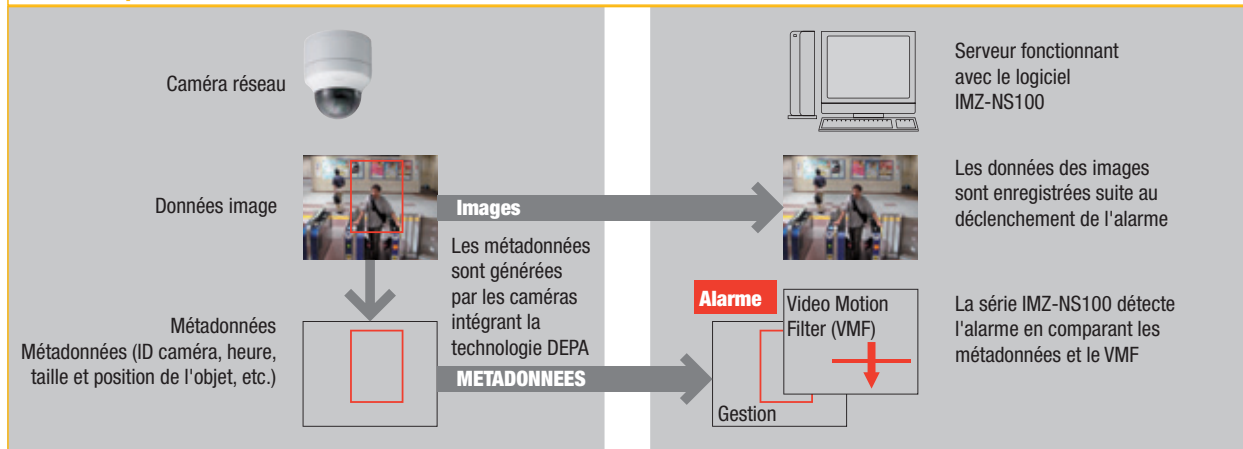 Caméra réseau
Serveur fonctionnant
avec le logiciel
IMZ-NS100
Données image
Images
Les données des images
sont enregistrées suite au
déclenchement de l'alarme
Les métadonnées
sont générées
par les caméras
intégrant la
technologie DEPA
Métadonnées
Métadonnées (ID caméra, heure,
taille et position de l'objet, etc.)
METADONNEES
Alarme
Video Motion
Filter (VMF)
Gestion
La série IMZ-NS100 détecte
l'alarme en comparant les
métadonnées et le VMF